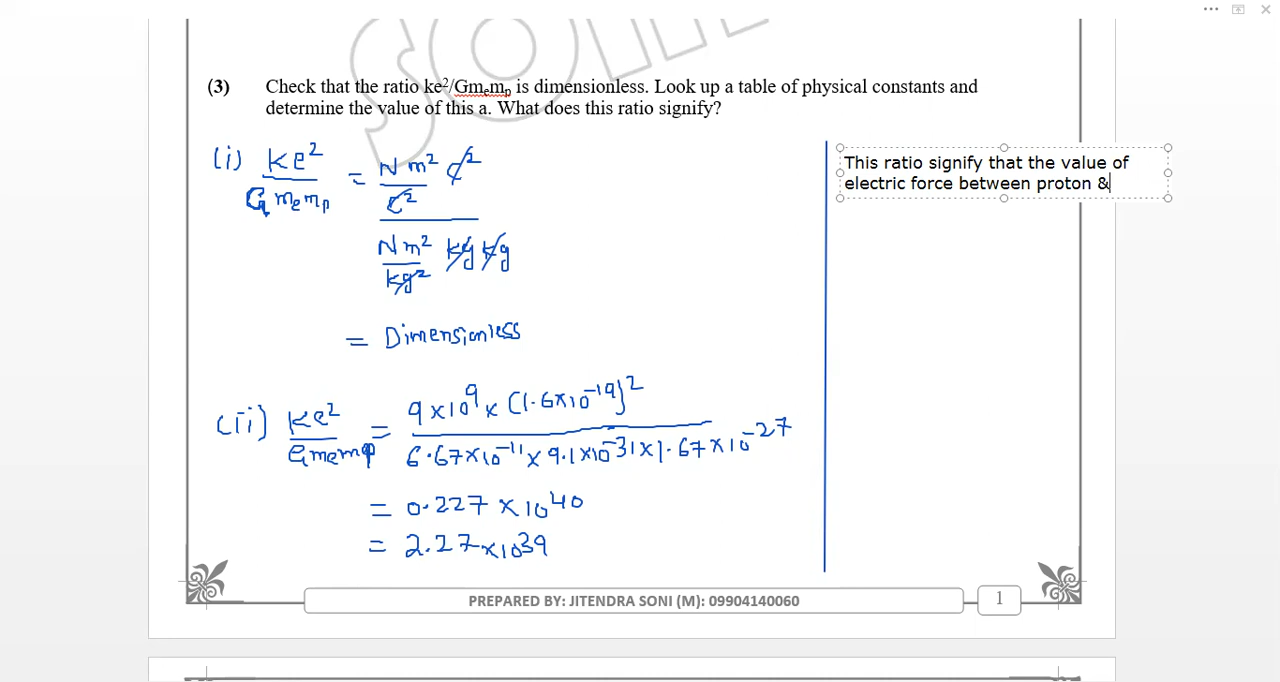 SONI
(3) Check that the ratio ke²/Gmₑmₚ is dimensionless. Look up a table of physical constants and
determine the value of this a. What does this ratio signify?
This ratio signify that the value of
electric force between proton &
(i) Ke²/Gmₑmₚ = (Nm²/C² C²)/(Nm²/kg² kg kg)
= Dimensionless
(ii) Ke²/Gmₑmₚ = (9×10⁹×(1.6×10⁻¹⁹)²)/(6.67×10⁻¹¹×9.1×10⁻³¹×1.67×10⁻²⁷)
= 0.227×10⁴⁰
= 2.27×10³⁹
PREPARED BY: JITENDRA SONI (M): 09904140060
1